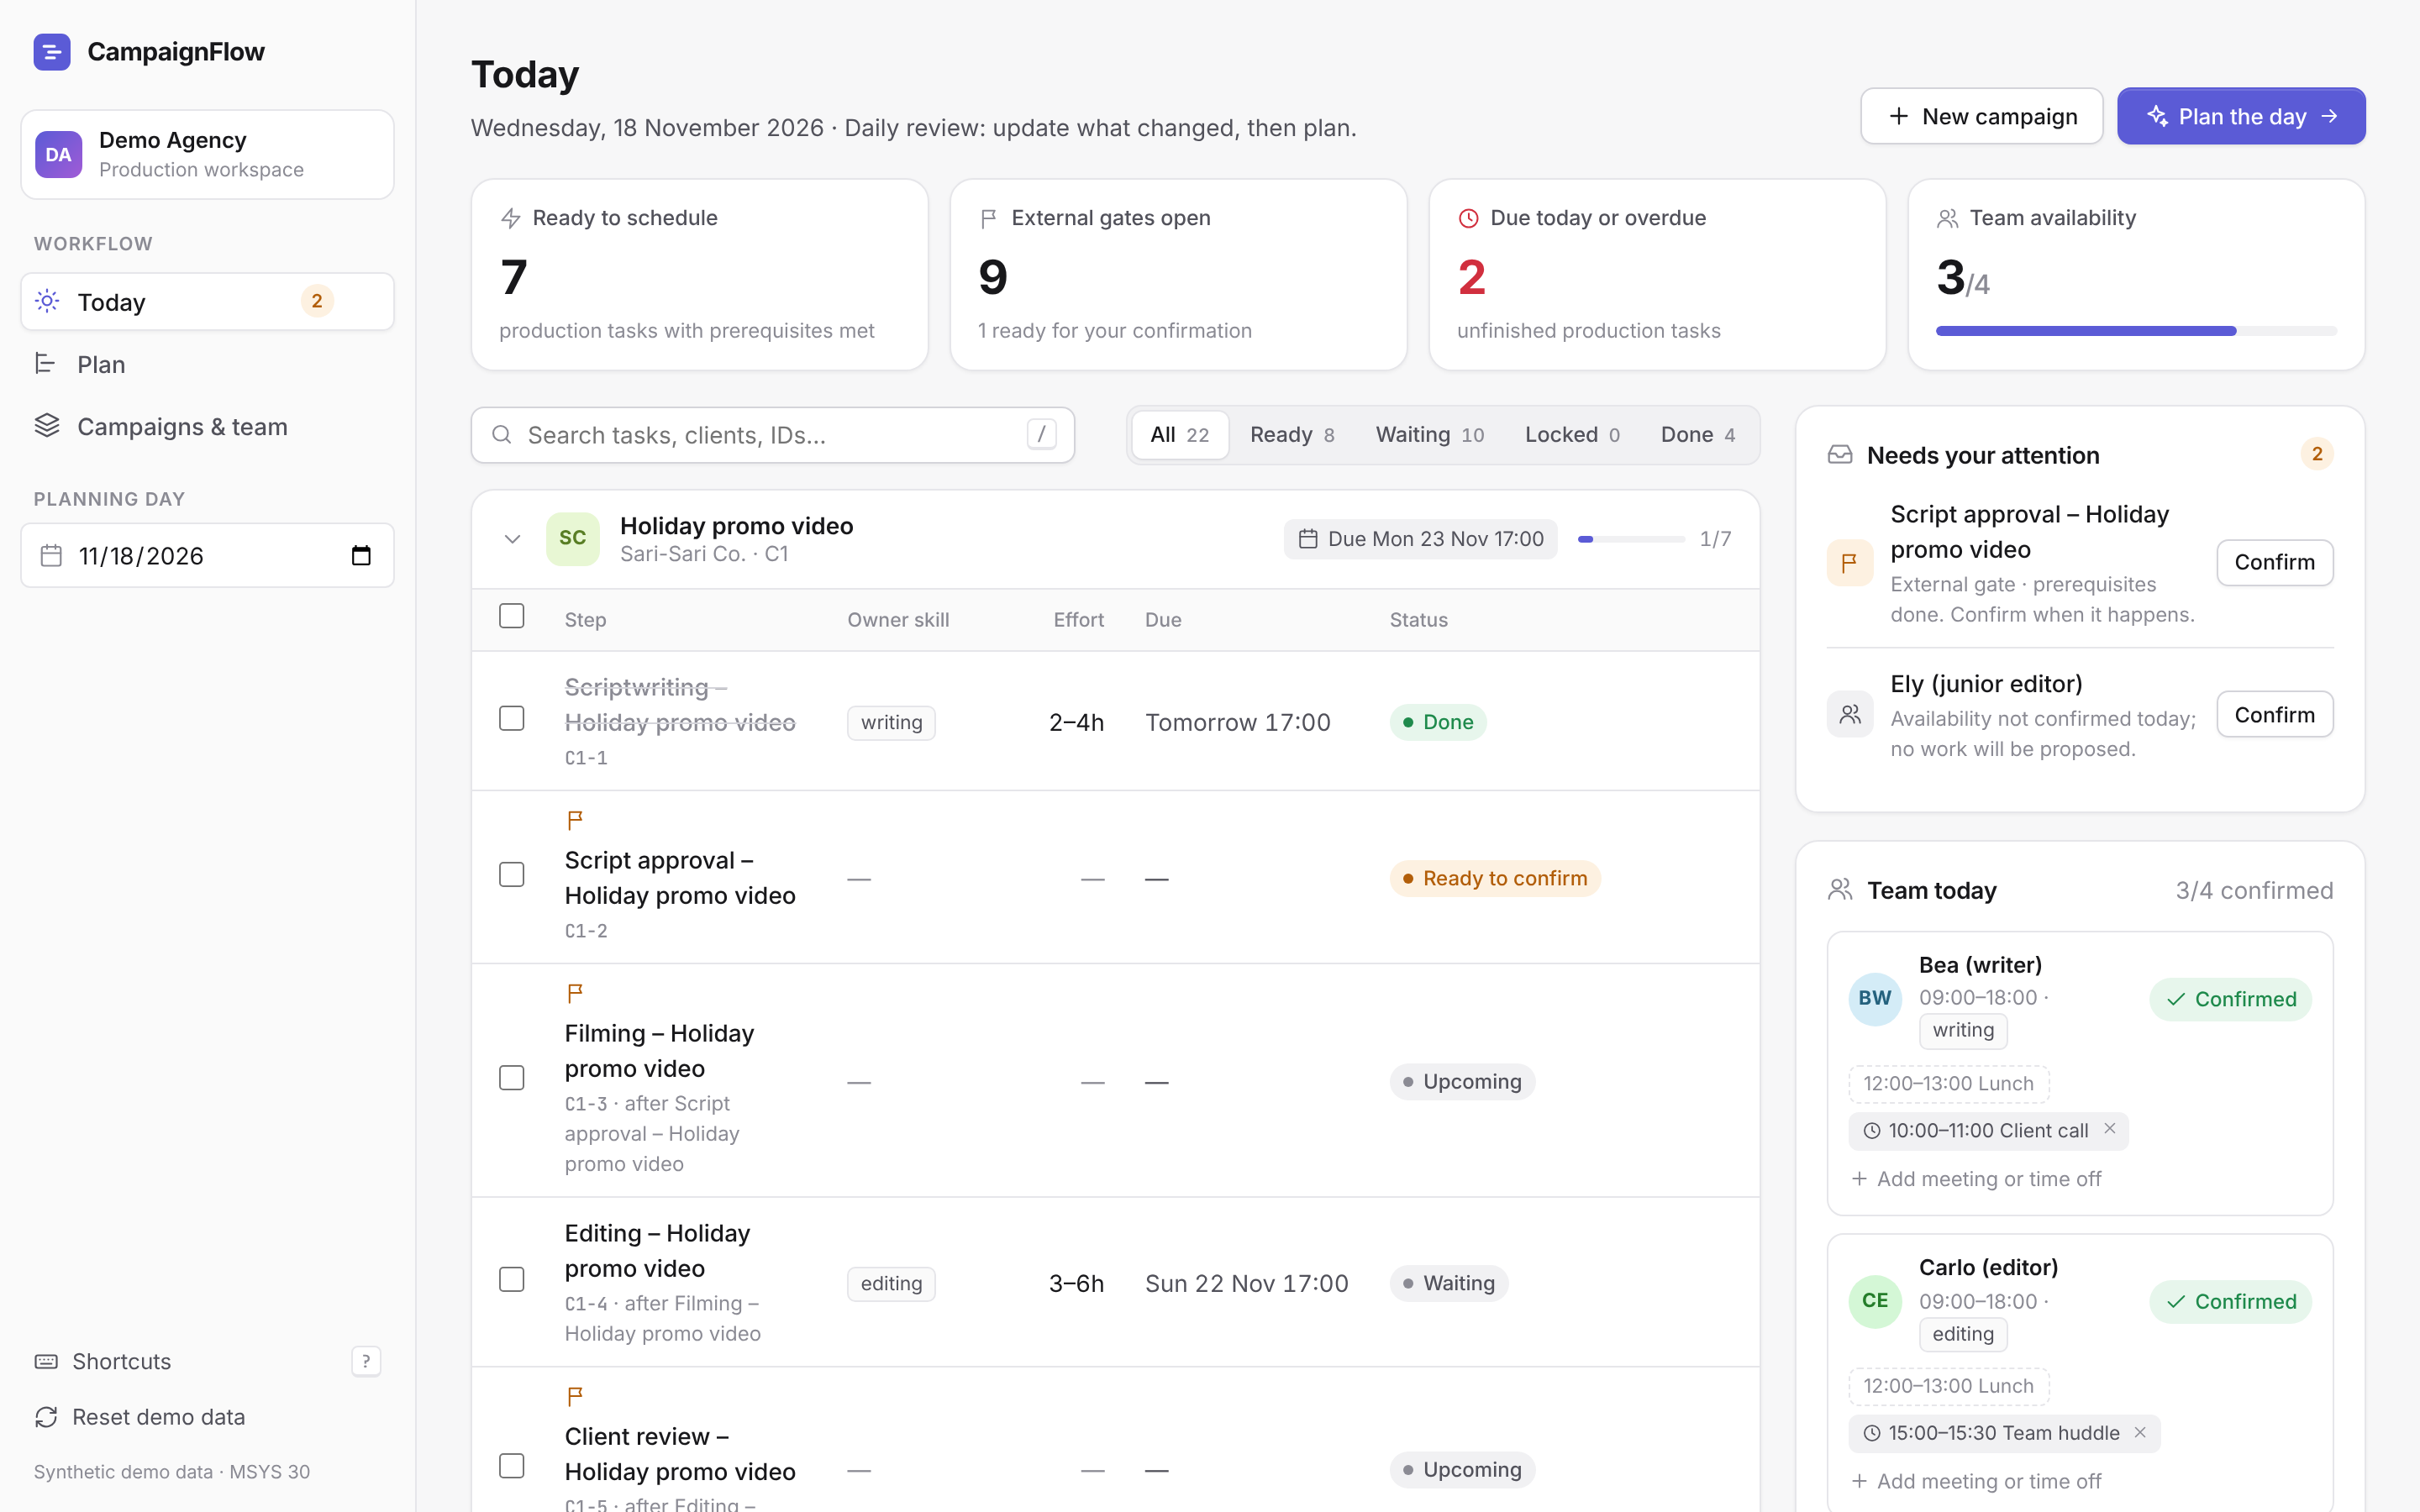 CampaignFlow
DA
Demo Agency
Production workspace
WORKFLOW
Today 2
Plan
Campaigns & team
PLANNING DAY
11/18/2026
Shortcuts ?
Reset demo data
Synthetic demo data · MSYS 30
Today
Wednesday, 18 November 2026 · Daily review: update what changed, then plan.
New campaign
Plan the day
Ready to schedule
7
production tasks with prerequisites met
External gates open
9
1 ready for your confirmation
Due today or overdue
2
unfinished production tasks
Team availability
3/4
Search tasks, clients, IDs... /
All 22 Ready 8 Waiting 10 Locked 0 Done 4
SC
Holiday promo video
Sari-Sari Co. · C1
Due Mon 23 Nov 17:00
1/7
Step Owner skill Effort Due Status
Scriptwriting –
Holiday promo video
C1-1
writing 2–4h Tomorrow 17:00 Done
Script approval –
Holiday promo video
C1-2
— — — Ready to confirm
Filming – Holiday
promo video
C1-3 · after Script
approval – Holiday
promo video
— — — Upcoming
Editing – Holiday
promo video
C1-4 · after Filming –
Holiday promo video
editing 3–6h Sun 22 Nov 17:00 Waiting
Client review –
Holiday promo video
C1-5 · after Editing –
— — — Upcoming
Needs your attention 2
Script approval – Holiday
promo video
External gate · prerequisites
done. Confirm when it happens.
Confirm
Ely (junior editor)
Availability not confirmed today;
no work will be proposed.
Confirm
Team today 3/4 confirmed
BW
Bea (writer)
09:00–18:00 ·
writing
Confirmed
12:00–13:00 Lunch
10:00–11:00 Client call ×
+ Add meeting or time off
CE
Carlo (editor)
09:00–18:00 ·
editing
Confirmed
12:00–13:00 Lunch
15:00–15:30 Team huddle ×
+ Add meeting or time off